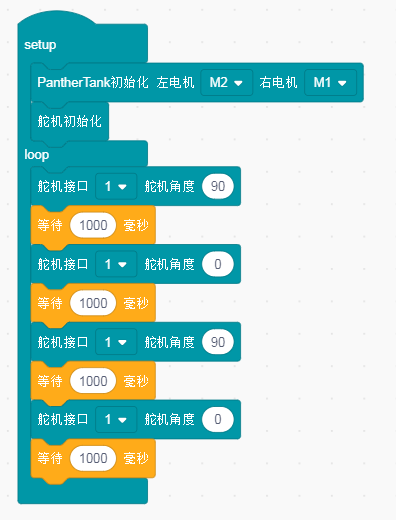 setup
PantherTank初始化 左电机 M2 右电机 M1
舵机初始化
loop
舵机接口 1 舵机角度 90
等待 1000 毫秒
舵机接口 1 舵机角度 0
等待 1000 毫秒
舵机接口 1 舵机角度 90
等待 1000 毫秒
舵机接口 1 舵机角度 0
等待 1000 毫秒